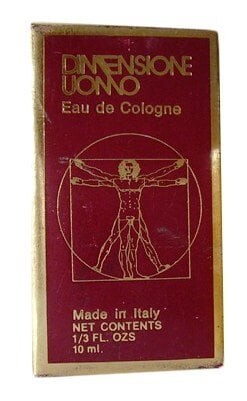 DIMENSIONE
UOMO
Eau de Cologne
Made in Italy
NET CONTENTS
1/3 FL. OZS
10 ml.